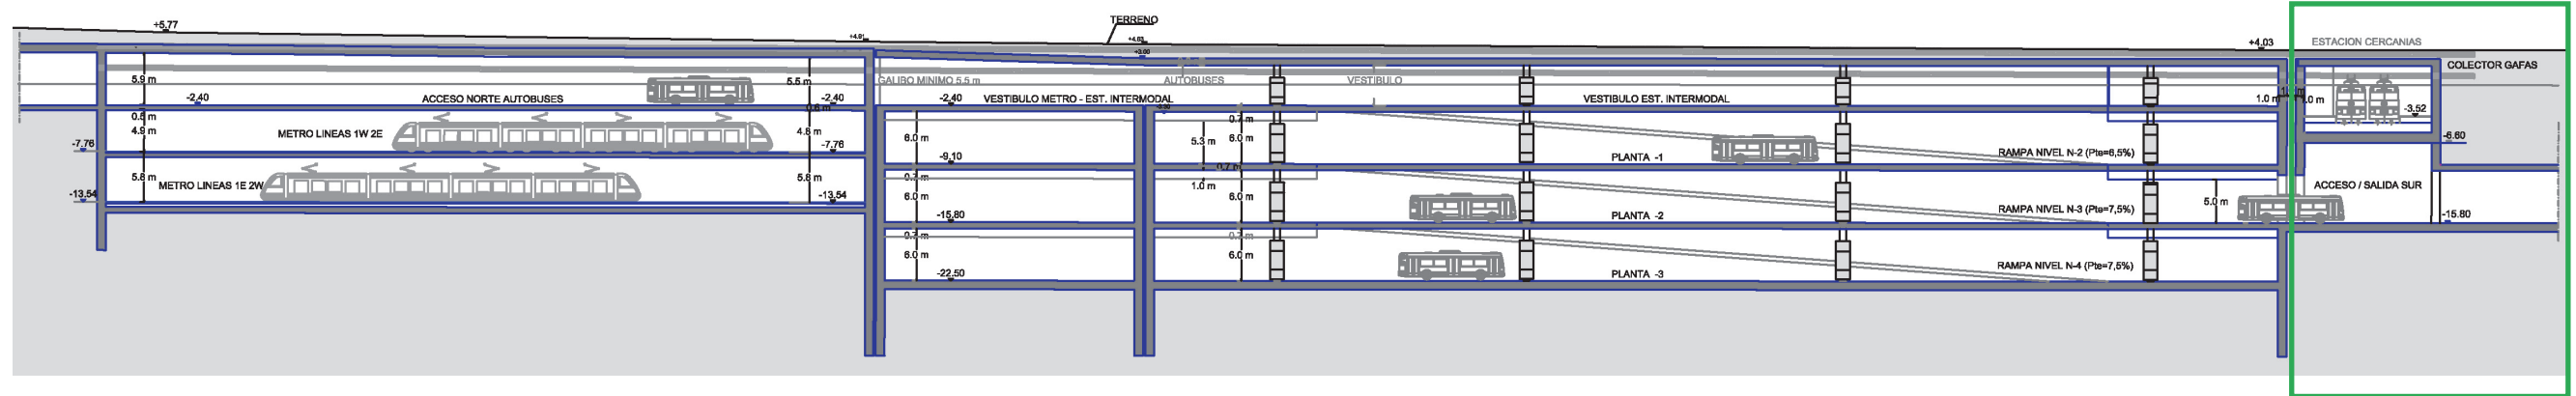 TERRENO
+5.77
+4.91
+4.03
ESTACION CERCANIAS
COLECTOR GAFAS
5.9 m
5.5 m
GALIBO MINIMO 5.5 m
AUTOBUSES
VESTIBULO
-2.40
ACCESO NORTE AUTOBUSES
-2.40
-2.40
VESTIBULO METRO - EST. INTERMODAL
VESTIBULO EST. INTERMODAL
1.0 m
1.0 m
-3.52
4.9 m
METRO LINEAS 1W 2E
6.0 m
5.3 m
0.7 m
6.0 m
-7.76
-7.76
-9.10
PLANTA -1
RAMPA NIVEL N-2 (Pte=6,5%)
-6.60
METRO LINEAS 1E 2W
1.0 m
ACCESO / SALIDA SUR
-13.54
-13.54
6.0 m
6.0 m
-15.80
PLANTA -2
RAMPA NIVEL N-3 (Pte=7,5%)
5.0 m
-15.80
0.7 m
0.7 m
6.0 m
6.0 m
-22.50
PLANTA -3
RAMPA NIVEL N-4 (Pte=7,5%)